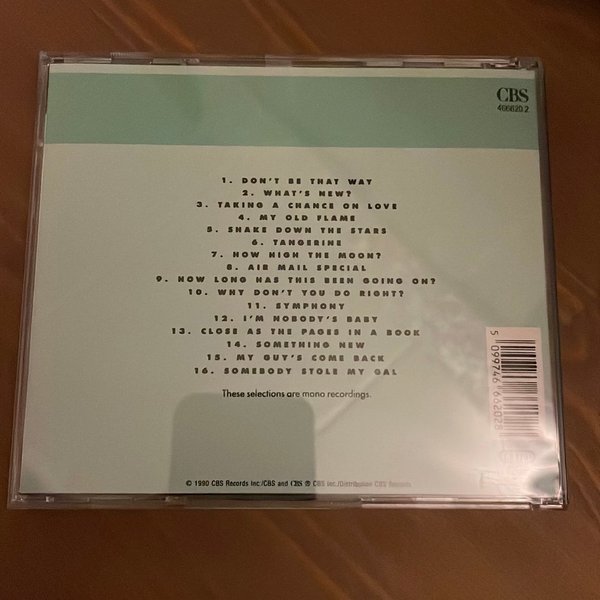 CBS
466620 2
1. DON'T BE THAT WAY
2. WHAT'S NEW?
3. TAKING A CHANCE ON LOVE
4. MY OLD FLAME
5. SHAKE DOWN THE STARS
6. TANGERINE
7. HOW HIGH THE MOON?
8. AIR MAIL SPECIAL
9. HOW LONG HAS THIS BEEN GOING ON?
10. WHY DON'T YOU DO RIGHT?
11. SYMPHONY
12. I'M NOBODY'S BABY
13. CLOSE AS THE PAGES IN A BOOK
14. SOMETHING NEW
15. MY GUY'S COME BACK
16. SOMEBODY STOLE MY GAL
These selections are mono recordings.
5 099746 662028
© 1990 CBS Records Inc./CBS and CBS ® CBS Inc./Distribution CBS Records